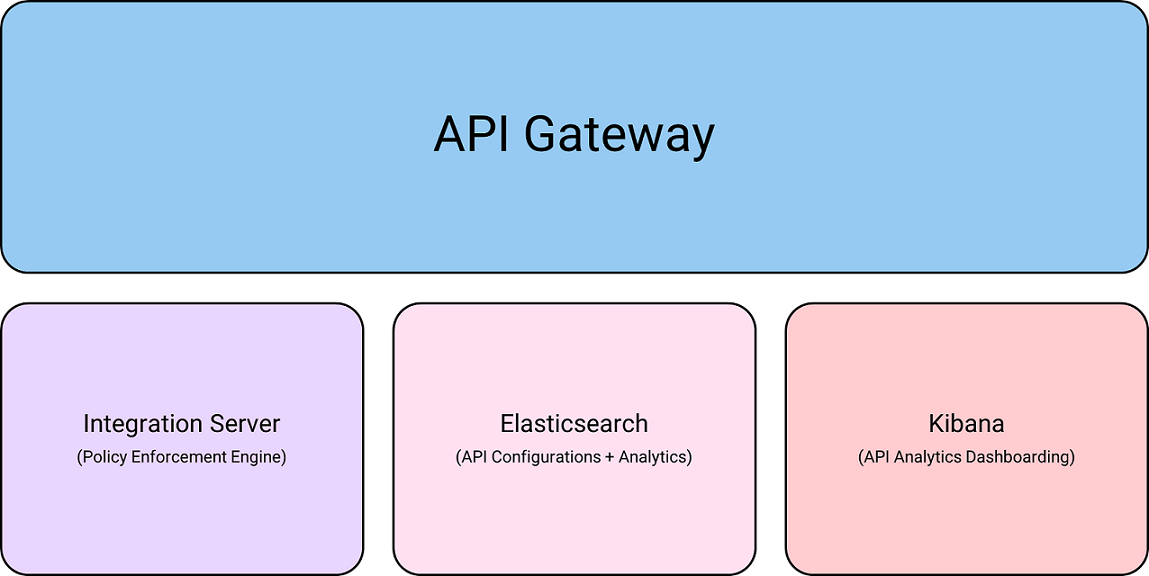 API Gateway
Integration Server
(Policy Enforcement Engine)
Elasticsearch
(API Configurations + Analytics)
Kibana
(API Analytics Dashboarding)